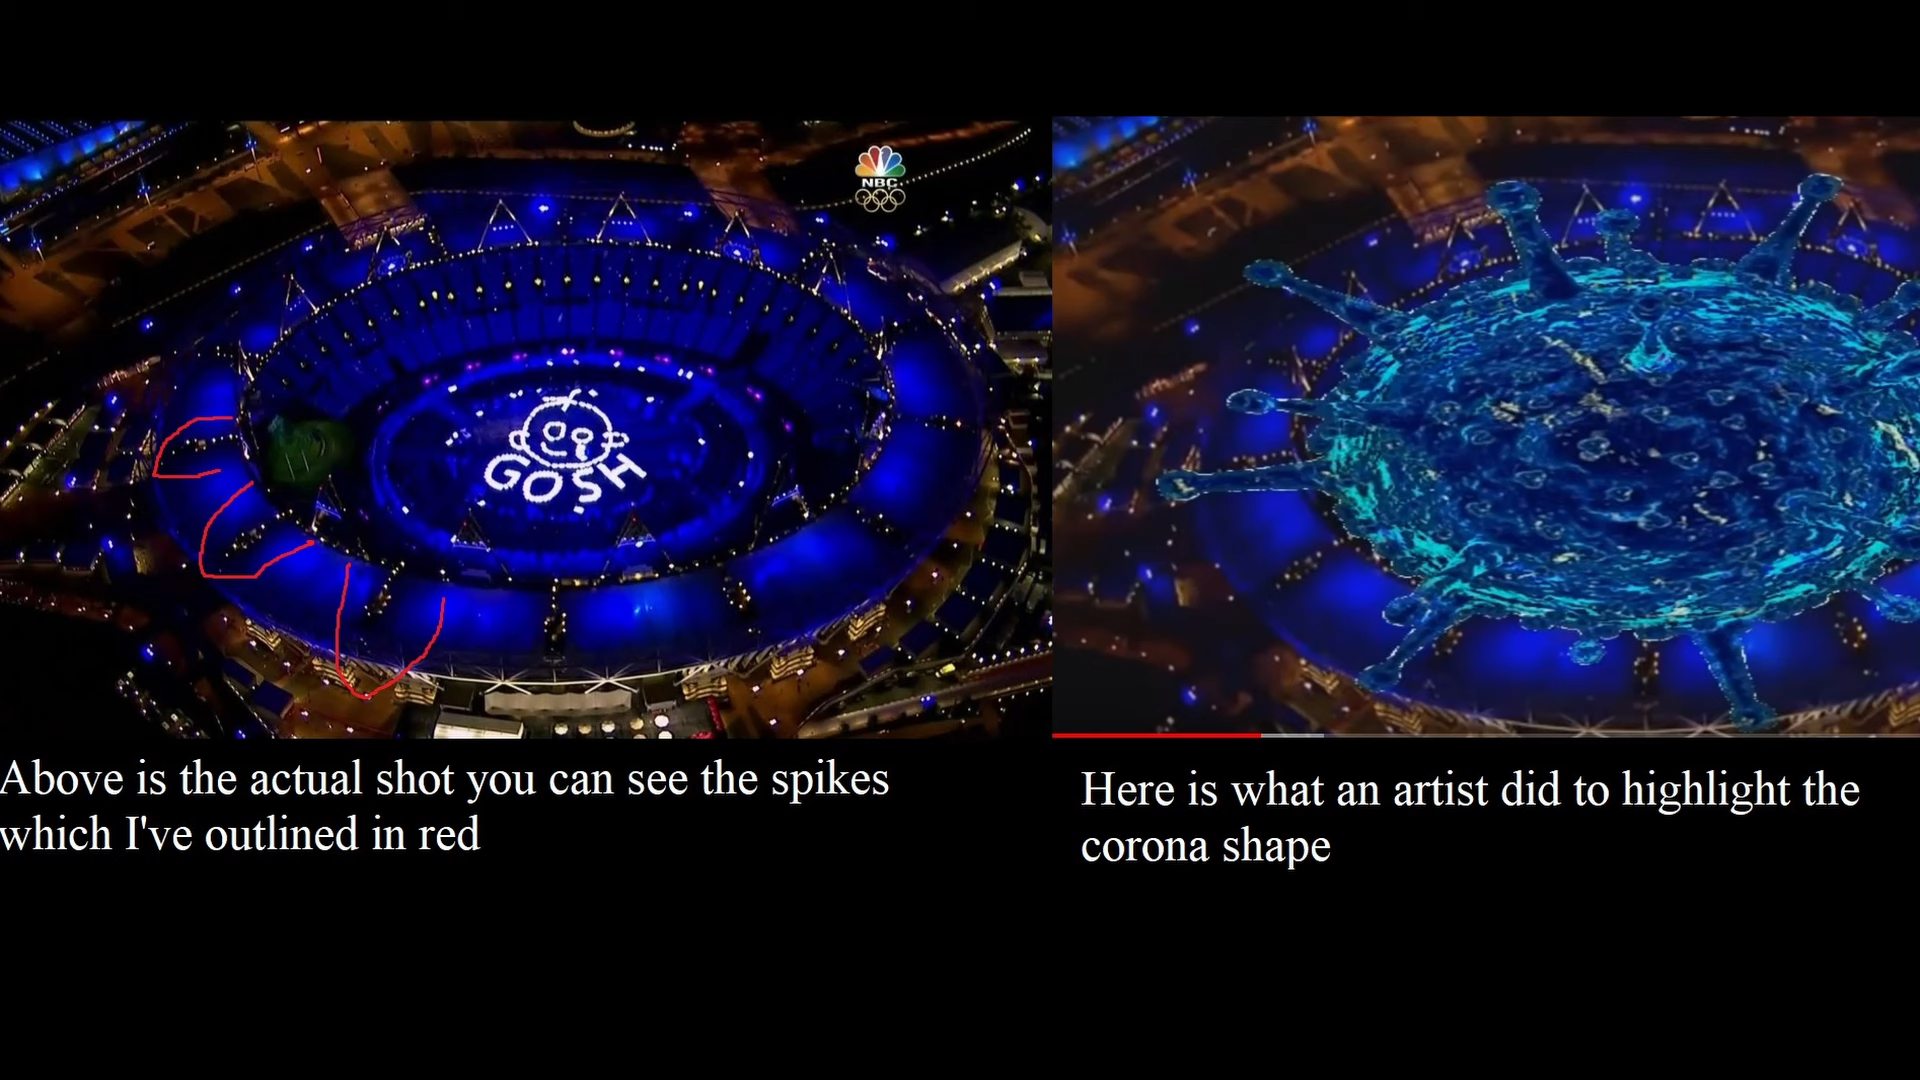 NBC
GOSH
Above is the actual shot you can see the spikes
which I've outlined in red
Here is what an artist did to highlight the
corona shape